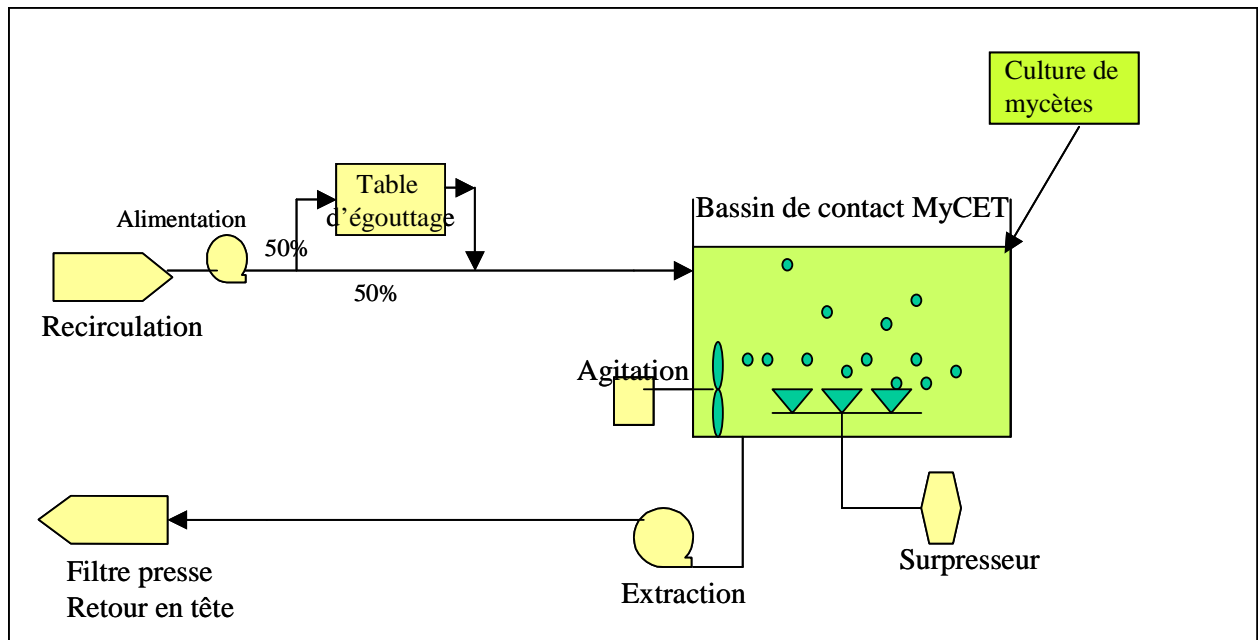 Culture de
mycètes
Table
d'égouttage
Bassin de contact MyCET
Alimentation
50%
50%
Recirculation
Agitation
Surpresseur
Filtre presse
Retour en tête
Extraction